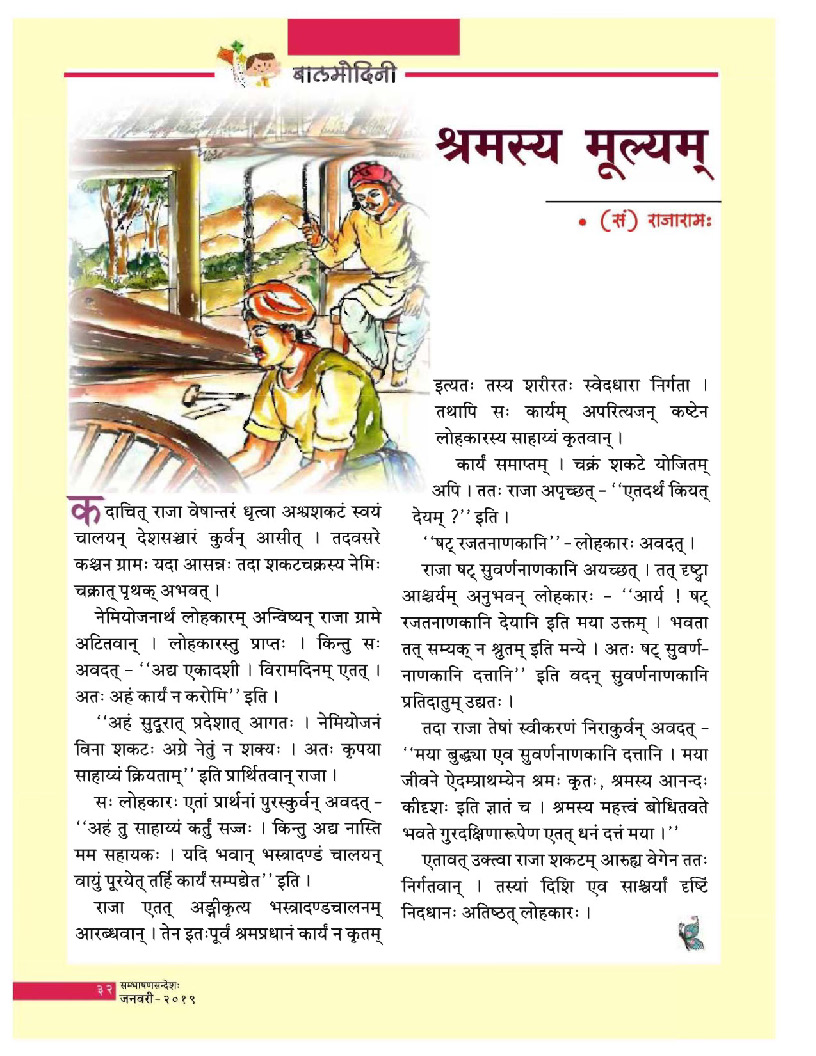 बालमोदिनी
श्रमस्य मूल्यम्
• (सं) राजारामः
कदाचित् राजा वेषान्तरं धृत्वा अश्वशकटं स्वयं
चालयन् देशसञ्चारं कुर्वन् आसीत् । तदवसरे
कश्चन ग्रामः यदा आसन्नः तदा शकटचक्रस्य नेमिः
चक्रात् पृथक् अभवत् ।
नेमियोजनार्थं लोहकारम् अन्विष्यन् राजा ग्रामे
अटितवान् । लोहकारस्तु प्राप्तः । किन्तु सः
अवदत् – ‘‘अद्य एकादशी । विरामदिनम् एतत् ।
अतः अहं कार्यं न करोमि’’ इति ।
‘‘अहं सुदूरात् प्रदेशात् आगतः । नेमियोजनं
विना शकटः अग्रे नेतुं न शक्यः । अतः कृपया
साहाय्यं क्रियताम्’’ इति प्रार्थितवान् राजा ।
सः लोहकारः एतां प्रार्थनां पुरस्कुर्वन् अवदत् –
‘‘अहं तु साहाय्यं कर्तुं सज्जः । किन्तु अद्य नास्ति
मम सहायकः । यदि भवान् भस्त्रादण्डं चालयन्
वायुं पूरयेत् तर्हि कार्यं सम्पद्येत’’ इति ।
राजा एतत् अङ्गीकृत्य भस्त्रादण्डचालनम्
आरब्धवान् । तेन इतःपूर्वं श्रमप्रधानं कार्यं न कृतम्
इत्यतः तस्य शरीरतः स्वेदधारा निर्गता ।
तथापि सः कार्यम् अपरित्यजन् कष्टेन
लोहकारस्य साहाय्यं कृतवान् ।
कार्यं समाप्तम् । चक्रं शकटे योजितम्
अपि । ततः राजा अपृच्छत् – ‘‘एतदर्थं कियत्
देयम् ?’’ इति ।
‘‘षट् रजतनाणकानि’’ – लोहकारः अवदत् ।
राजा षट् सुवर्णनाणकानि अयच्छत् । तत् दृष्ट्वा
आश्चर्यम् अनुभवन् लोहकारः – ‘‘आर्य ! षट्
रजतनाणकानि देयानि इति मया उक्तम् । भवता
तत् सम्यक् न श्रुतम् इति मन्ये । अतः षट् सुवर्ण-
नाणकानि दत्तानि’’ इति वदन् सुवर्णनाणकानि
प्रतिदातुम् उद्यतः ।
तदा राजा तेषां स्वीकरणं निराकुर्वन् अवदत् –
‘‘मया बुद्ध्या एव सुवर्णनाणकानि दत्तानि । मया
जीवने ऐदम्प्राथम्येन श्रमः कृतः, श्रमस्य आनन्दः
कीदृशः इति ज्ञातं च । श्रमस्य महत्त्वं बोधितवते
भवते गुरदक्षिणारूपेण एतत् धनं दत्तं मया ।’’
एतावत् उक्त्वा राजा शकटम् आरुह्य वेगेन ततः
निर्गतवान् । तस्यां दिशि एव साश्चर्यां दृष्टिं
निदधानः अतिष्ठत् लोहकारः ।
३२ सम्भाषणसन्देशः
जनवरी - २०१९